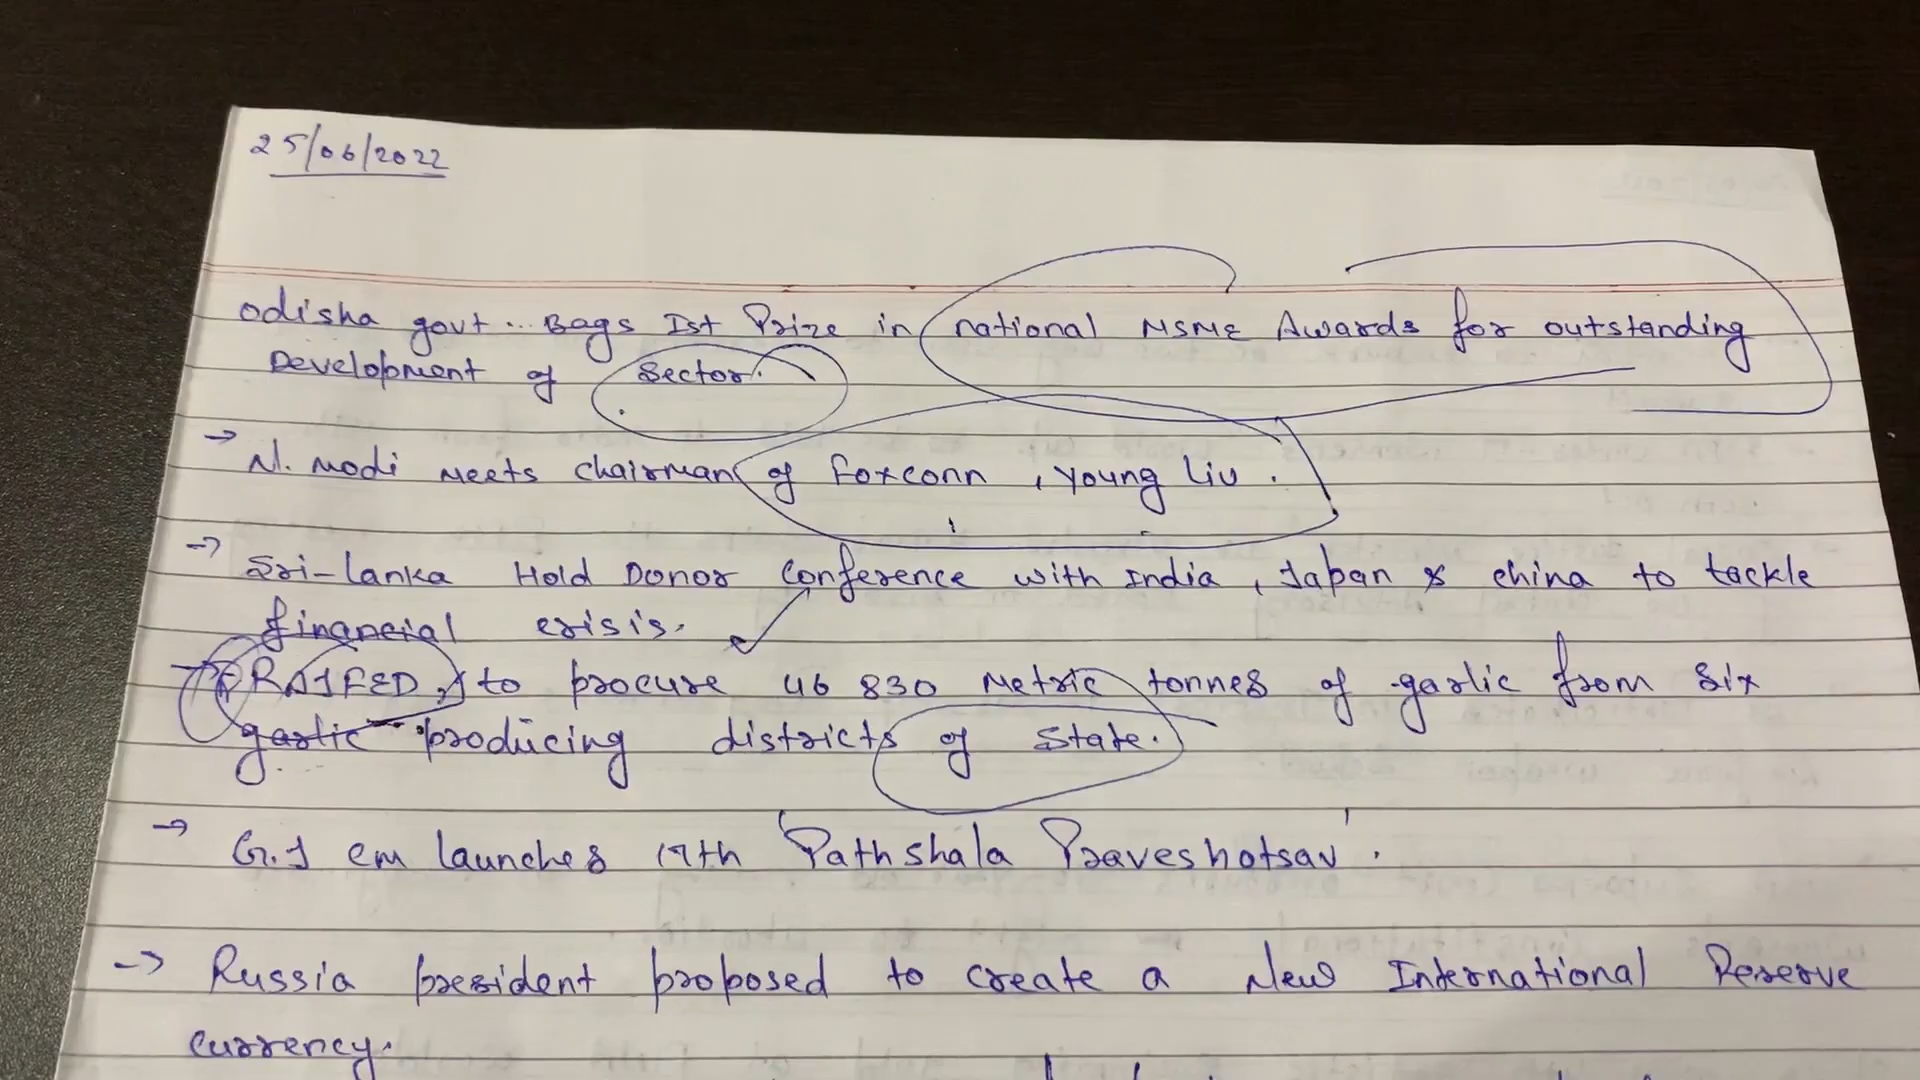 25/06/2022
odisha govt .. Bags Ist Prize in national MSME Awards for outstanding
Development of Sector.
→ N. modi meets chairman of Foxconn , young Liu .
→ Sri-lanka Hold Donor Conference with India , Japan & china to tackle
financial crisis.
→ RAJFED, to procure 46 830 Metric tonnes of garlic from six
garlic producing districts of State.
→ G.J cm launches 17th 'Pathshala Praveshotsav' .
→ Russia president proposed to create a New International Reserve
currency.